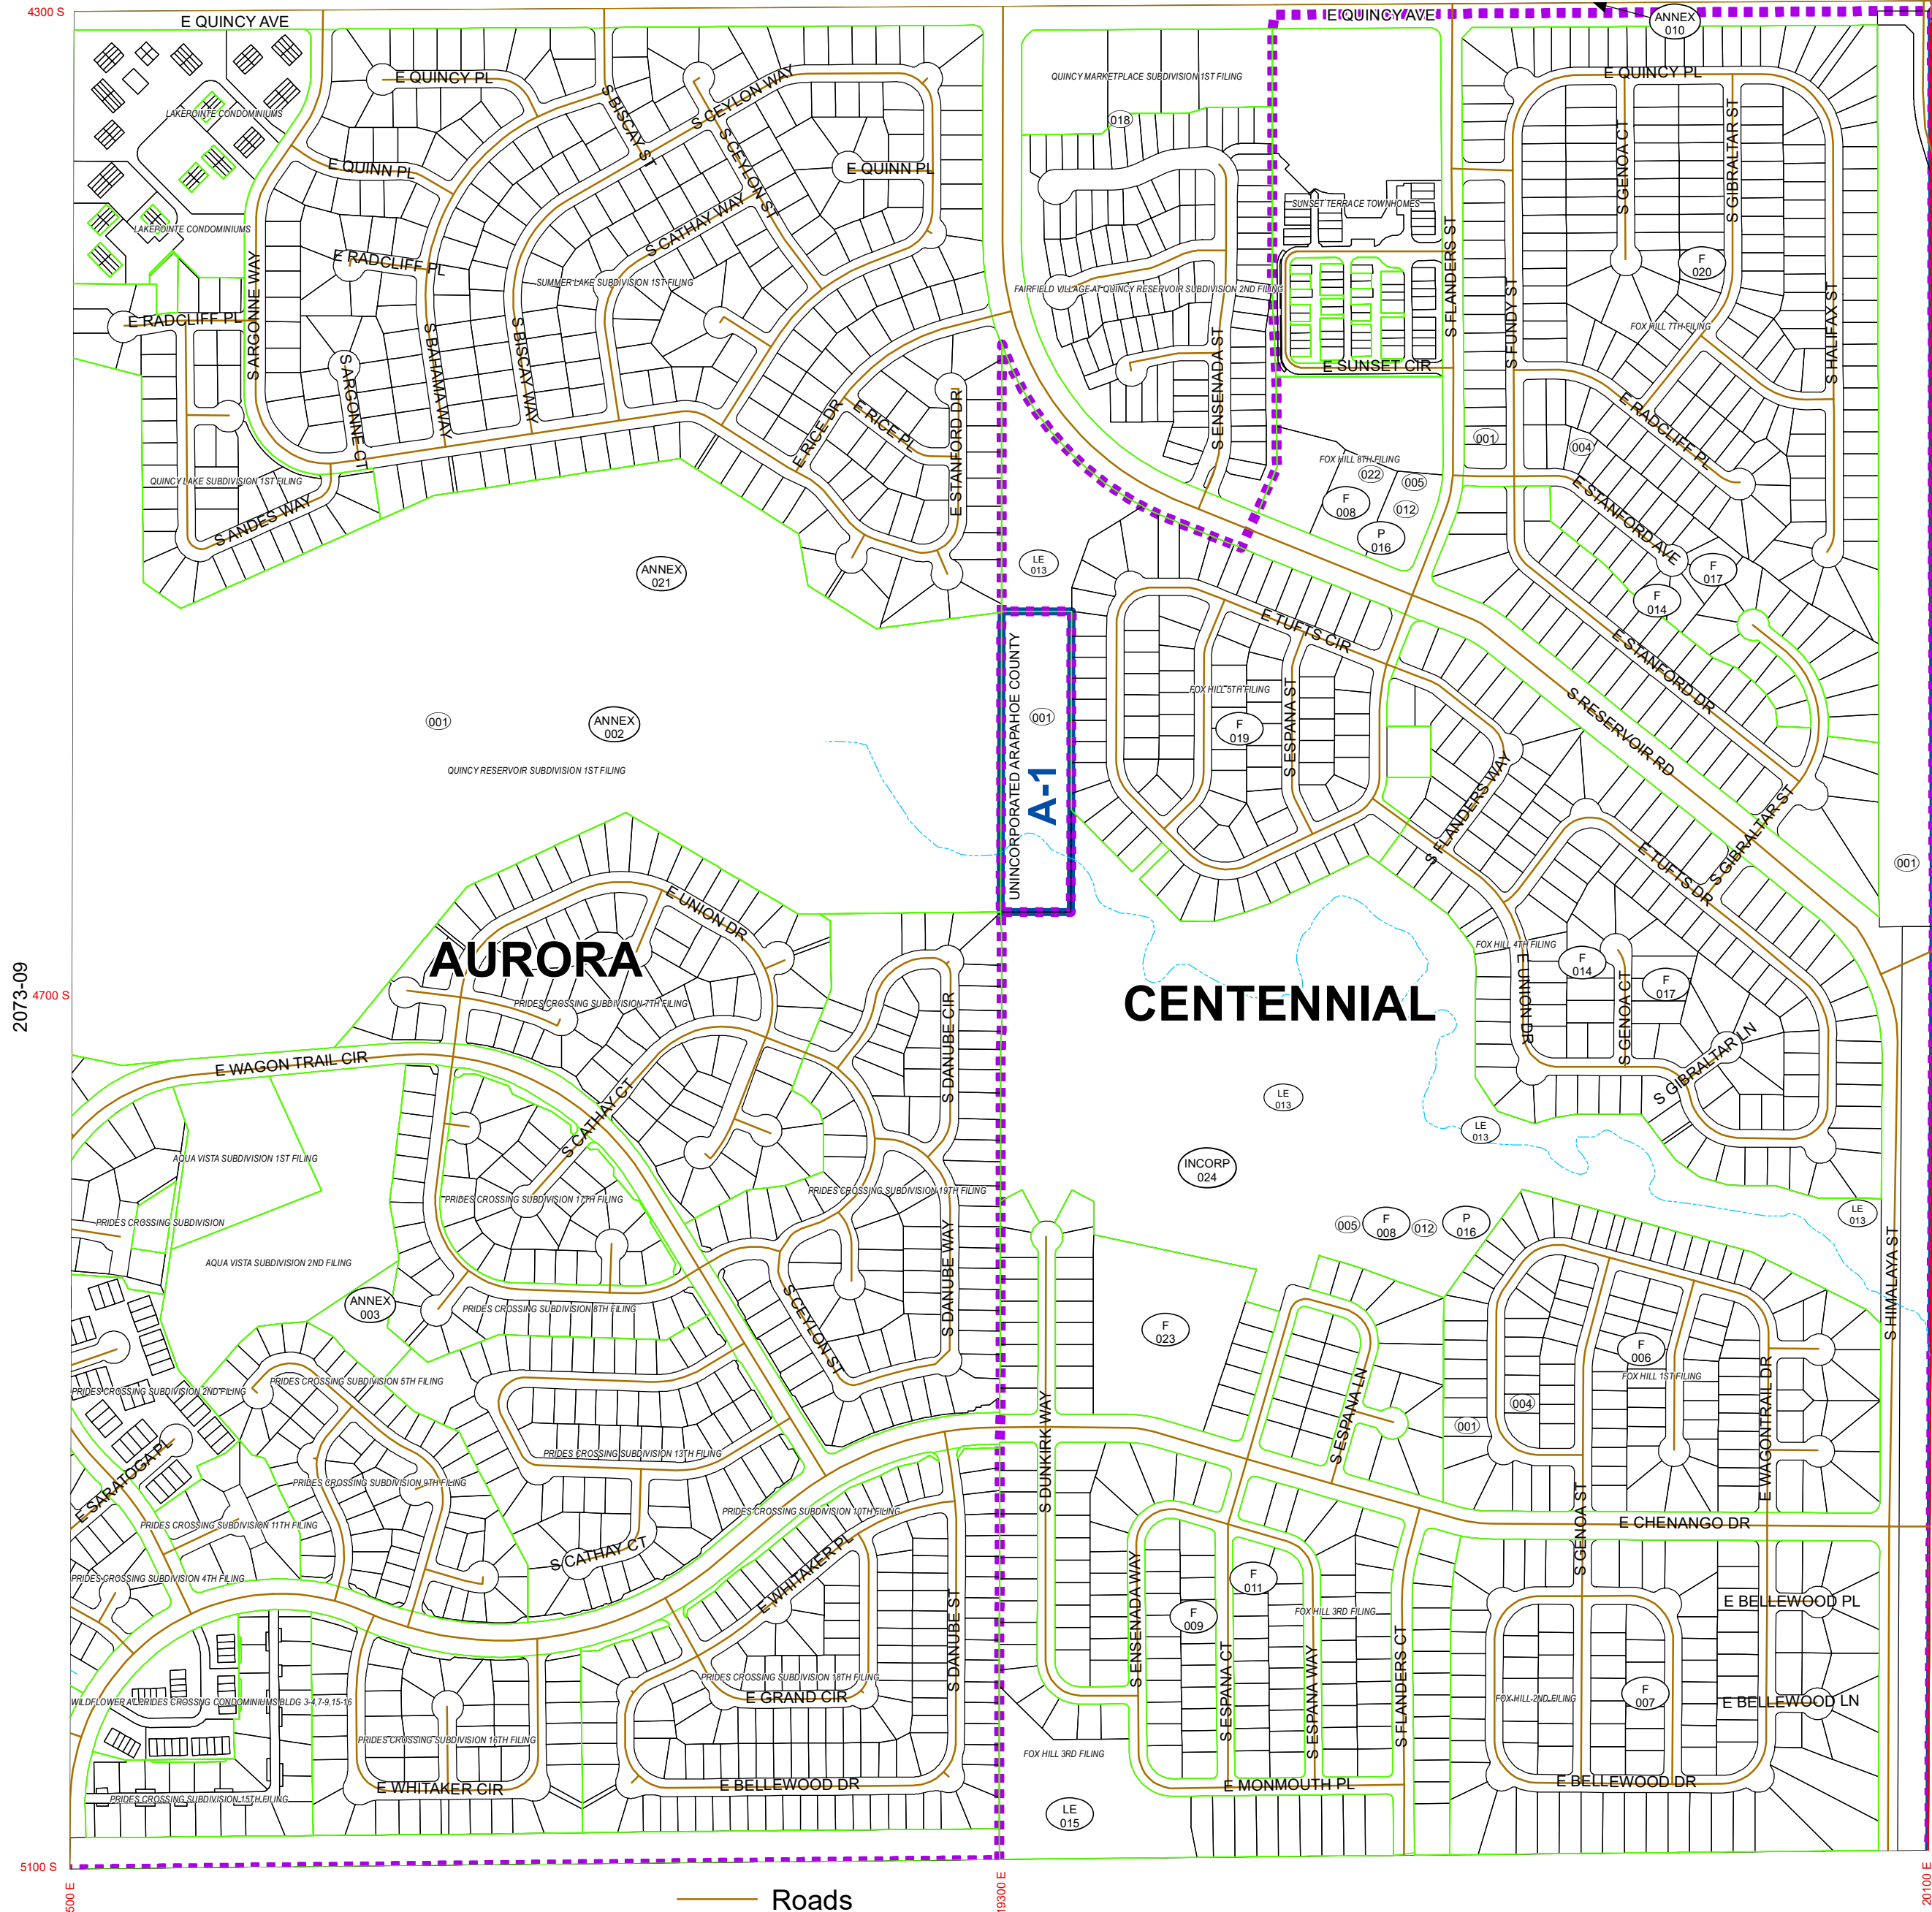 4300 S
E QUINCY AVE
E QUINCY AVE
ANNEX
010
E QUINCY PL
S BISCAY ST
S CEYLON WAY
QUINCY MARKETPLACE SUBDIVISION 1ST FILING
E QUINCY PL
LAKEPOINTE CONDOMINIUMS
018
S CEYLON ST
S GENOA CT
S GIBRALTAR ST
E QUINN PL
E QUINN PL
S CATHAY WAY
SUNSET TERRACE TOWNHOMES
LAKEPOINTE CONDOMINIUMS
S FLANDERS ST
F
020
E RADCLIFF PL
SUMMER LAKE SUBDIVISION 1ST FILING
FAIRFIELD VILLAGE AT QUINCY RESERVOIR SUBDIVISION 2ND FILING
S ARGONNE WAY
E RADCLIFF PL
S FUNDY ST
FOX HILL 7TH FILING
S HALIFAX ST
S ARGONNE CT
S BAHAMA WAY
S BISCAY WAY
E SUNSET CIR
S ENSENADA ST
E RICE DR
E RICE PL
E STANFORD DR
E RADCLIFF PL
001
004
FOX HILL 8TH FILING
022
005
QUINCY LAKE SUBDIVISION 1ST FILING
F
008
012
E STANFORD AVE
S ANDES WAY
P
016
LE
013
ANNEX
021
F
017
F
014
E TUFTS CIR
UNINCORPORATED ARAPAHOE COUNTY
E STANFORD DR
FOX HILL 5TH FILING
S ESPANA ST
S RESERVOIR RD
001
ANNEX
002
001
F
019
QUINCY RESERVOIR SUBDIVISION 1ST FILING
A-1
S FLANDERS WAY
S GIBRALTAR ST
E TUFTS DR
001
E UNION DR
AURORA
FOX HILL 4TH FILING
F
014
F
017
2073-09
4700 S
PRIDES CROSSING SUBDIVISION 7TH FILING
CENTENNIAL
E UNION DR
S GENOA CT
S DANUBE CIR
E WAGON TRAIL CIR
S GIBRALTAR LN
S CATHAY CT
LE
013
LE
013
AQUA VISTA SUBDIVISION 1ST FILING
INCORP
024
PRIDES CROSSING SUBDIVISION 17TH FILING
PRIDES CROSSING SUBDIVISION 19TH FILING
PRIDES CROSSING SUBDIVISION
005
F
008
012
P
016
LE
013
AQUA VISTA SUBDIVISION 2ND FILING
S DANUBE WAY
S HIMALAYA ST
ANNEX
003
PRIDES CROSSING SUBDIVISION 8TH FILING
S CEYLON ST
F
023
F
006
FOX HILL 1ST FILING
PRIDES CROSSING SUBDIVISION 2ND FILING
PRIDES CROSSING SUBDIVISION 5TH FILING
S ESPANA LN
004
001
E WAGONTRAIL DR
S DUNKIRK WAY
PRIDES CROSSING SUBDIVISION 13TH FILING
E SARATOGA PL
PRIDES CROSSING SUBDIVISION 9TH FILING
PRIDES CROSSING SUBDIVISION 10TH FILING
PRIDES CROSSING SUBDIVISION 11TH FILING
S GENOA ST
E CHENANGO DR
S CATHAY CT
E WHITAKER PL
PRIDES CROSSING SUBDIVISION 4TH FILING
F
011
S ENSENADA WAY
F
009
FOX HILL 3RD FILING
E BELLEWOOD PL
S DANUBE ST
PRIDES CROSSING SUBDIVISION 18TH FILING
E GRAND CIR
S ESPANA CT
S ESPANA WAY
S FLANDERS CT
FOX HILL 2ND FILING
F
007
E BELLEWOOD LN
WILDFLOWER AT PRIDES CROSSNG CONDOMINIUMS BLDG 3-4,7-9,15-16
PRIDES CROSSING SUBDIVISION 16TH FILING
FOX HILL 3RD FILING
E WHITAKER CIR
E BELLEWOOD DR
E MONMOUTH PL
E BELLEWOOD DR
PRIDES CROSSING SUBDIVISION 15TH FILING
LE
015
5100 S
500 E
19300 E
20100 E
Roads